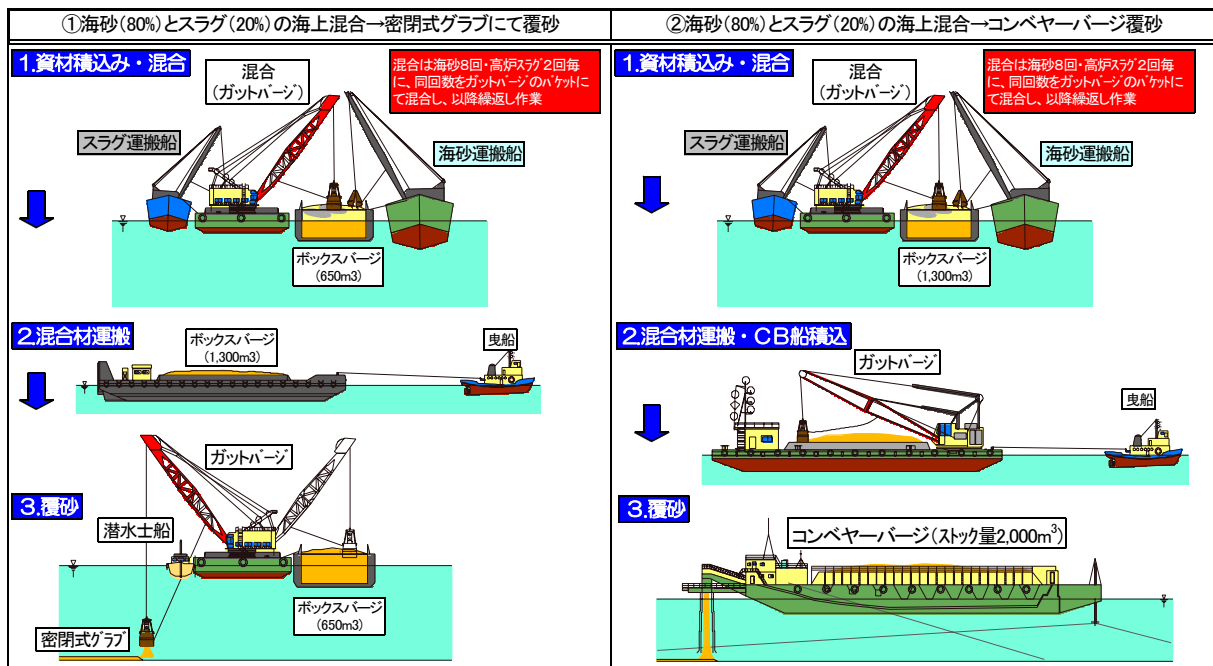 ①海砂(80%)とスラグ(20%)の海上混合→密閉式グラブにて覆砂
1.資材積込み・混合
混合
(ガットバージ)
混合は海砂8回・高炉スラグ2回毎
に、同回数をガットバージのバケットに
て混合し、以降繰返し作業
スラグ運搬船
海砂運搬船
ボックスバージ
(650m3)
2.混合材運搬
ボックスバージ
(1,300m3)
曳船
3.覆砂
ガットバージ
潜水士船
ボックスバージ
(650m3)
密閉式グラブ
②海砂(80%)とスラグ(20%)の海上混合→コンベヤーバージ覆砂
1.資材積込み・混合
混合
(ガットバージ)
混合は海砂8回・高炉スラグ2回毎
に、同回数をガットバージのバケットに
て混合し、以降繰返し作業
スラグ運搬船
海砂運搬船
ボックスバージ
(1,300m3)
2.混合材運搬・CB船積込
ガットバージ
曳船
3.覆砂
コンベヤーバージ(ストック量2,000m³)